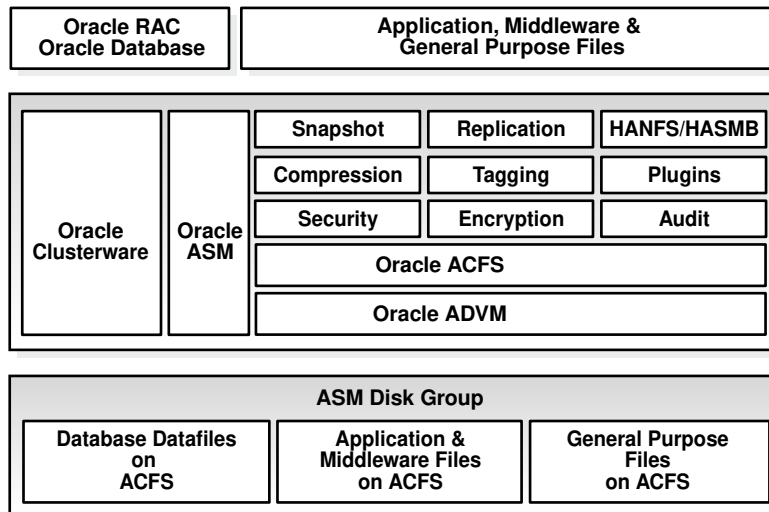 Oracle RAC
Oracle Database
Application, Middleware &
General Purpose Files
Oracle
Clusterware
Oracle
ASM
Snapshot
Replication
HANFS/HASMB
Compression
Tagging
Plugins
Security
Encryption
Audit
Oracle ACFS
Oracle ADVM
ASM Disk Group
Database Datafiles
on
ACFS
Application &
Middleware Files
on ACFS
General Purpose
Files
on ACFS